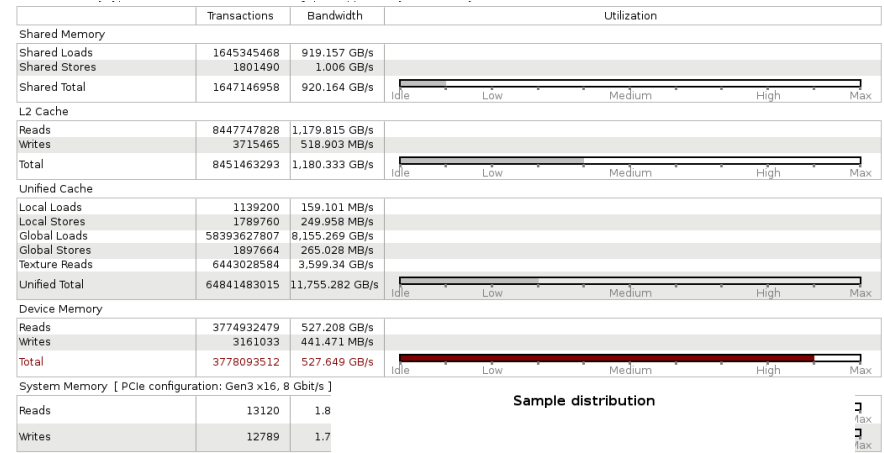 Transactions Bandwidth Utilization
Shared Memory
Shared Loads 1645345468 919.157 GB/s
Shared Stores 1801490 1.006 GB/s
Shared Total 1647146958 920.164 GB/s
Idle Low Medium High Max
L2 Cache
Reads 8447747828 1,179.815 GB/s
Writes 3715465 518.903 MB/s
Total 8451463293 1,180.333 GB/s
Idle Low Medium High Max
Unified Cache
Local Loads 1139200 159.101 MB/s
Local Stores 1789760 249.958 MB/s
Global Loads 58393627807 8,155.269 GB/s
Global Stores 1897664 265.028 MB/s
Texture Reads 6443028584 3,599.34 GB/s
Unified Total 64841483015 11,755.282 GB/s
Idle Low Medium High Max
Device Memory
Reads 3774932479 527.208 GB/s
Writes 3161033 441.471 MB/s
Total 3778093512 527.649 GB/s
Idle Low Medium High Max
System Memory [ PCIe configuration: Gen3 x16, 8 Gbit/s ]
Sample distribution
Reads 13120 1.8
Max
Writes 12789 1.7
Max